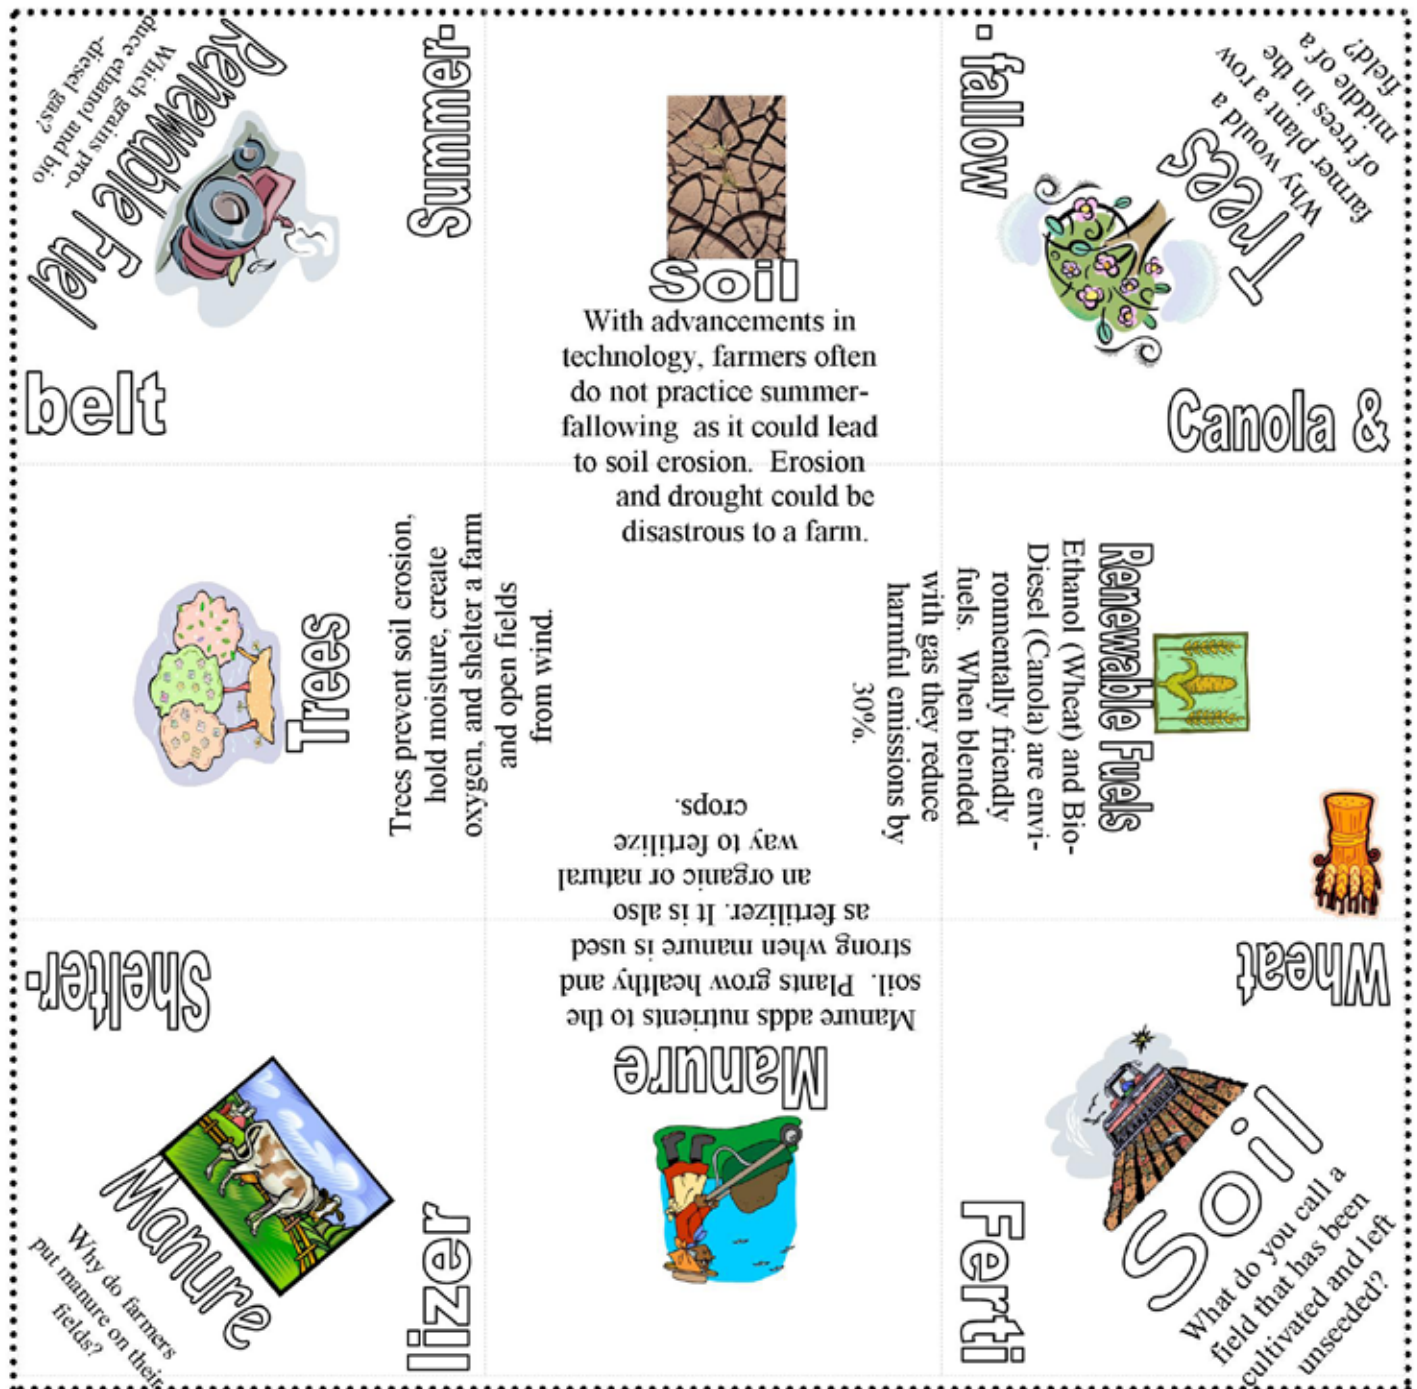 Renewable Fuel
Which grains pro-
duce ethanol and bio
-diesel gas?
Summer-
belt
Soil
With advancements in
technology, farmers often
do not practice summer-
fallowing as it could lead
to soil erosion. Erosion
and drought could be
disastrous to a farm.
- fallow
Trees
Why would a
farmer plant a row
of trees in the
middle of a
field?
Canola &
Trees
Trees prevent soil erosion,
hold moisture, create
oxygen, and shelter a farm
and open fields
from wind.
Renewable Fuels
Ethanol (Wheat) and Bio-
Diesel (Canola) are envi-
ronmentally friendly
fuels. When blended
with gas they reduce
harmful emissions by
30%.
Manure
Manure adds nutrients to the
soil. Plants grow healthy and
strong when manure is used
as fertilizer. It is also
an organic or natural
way to fertilize
crops.
Shelter-
Manure
Why do farmers
put manure on their
fields?
lizer
Wheat
Soil
What do you call a
field that has been
cultivated and left
unseeded?
Ferti